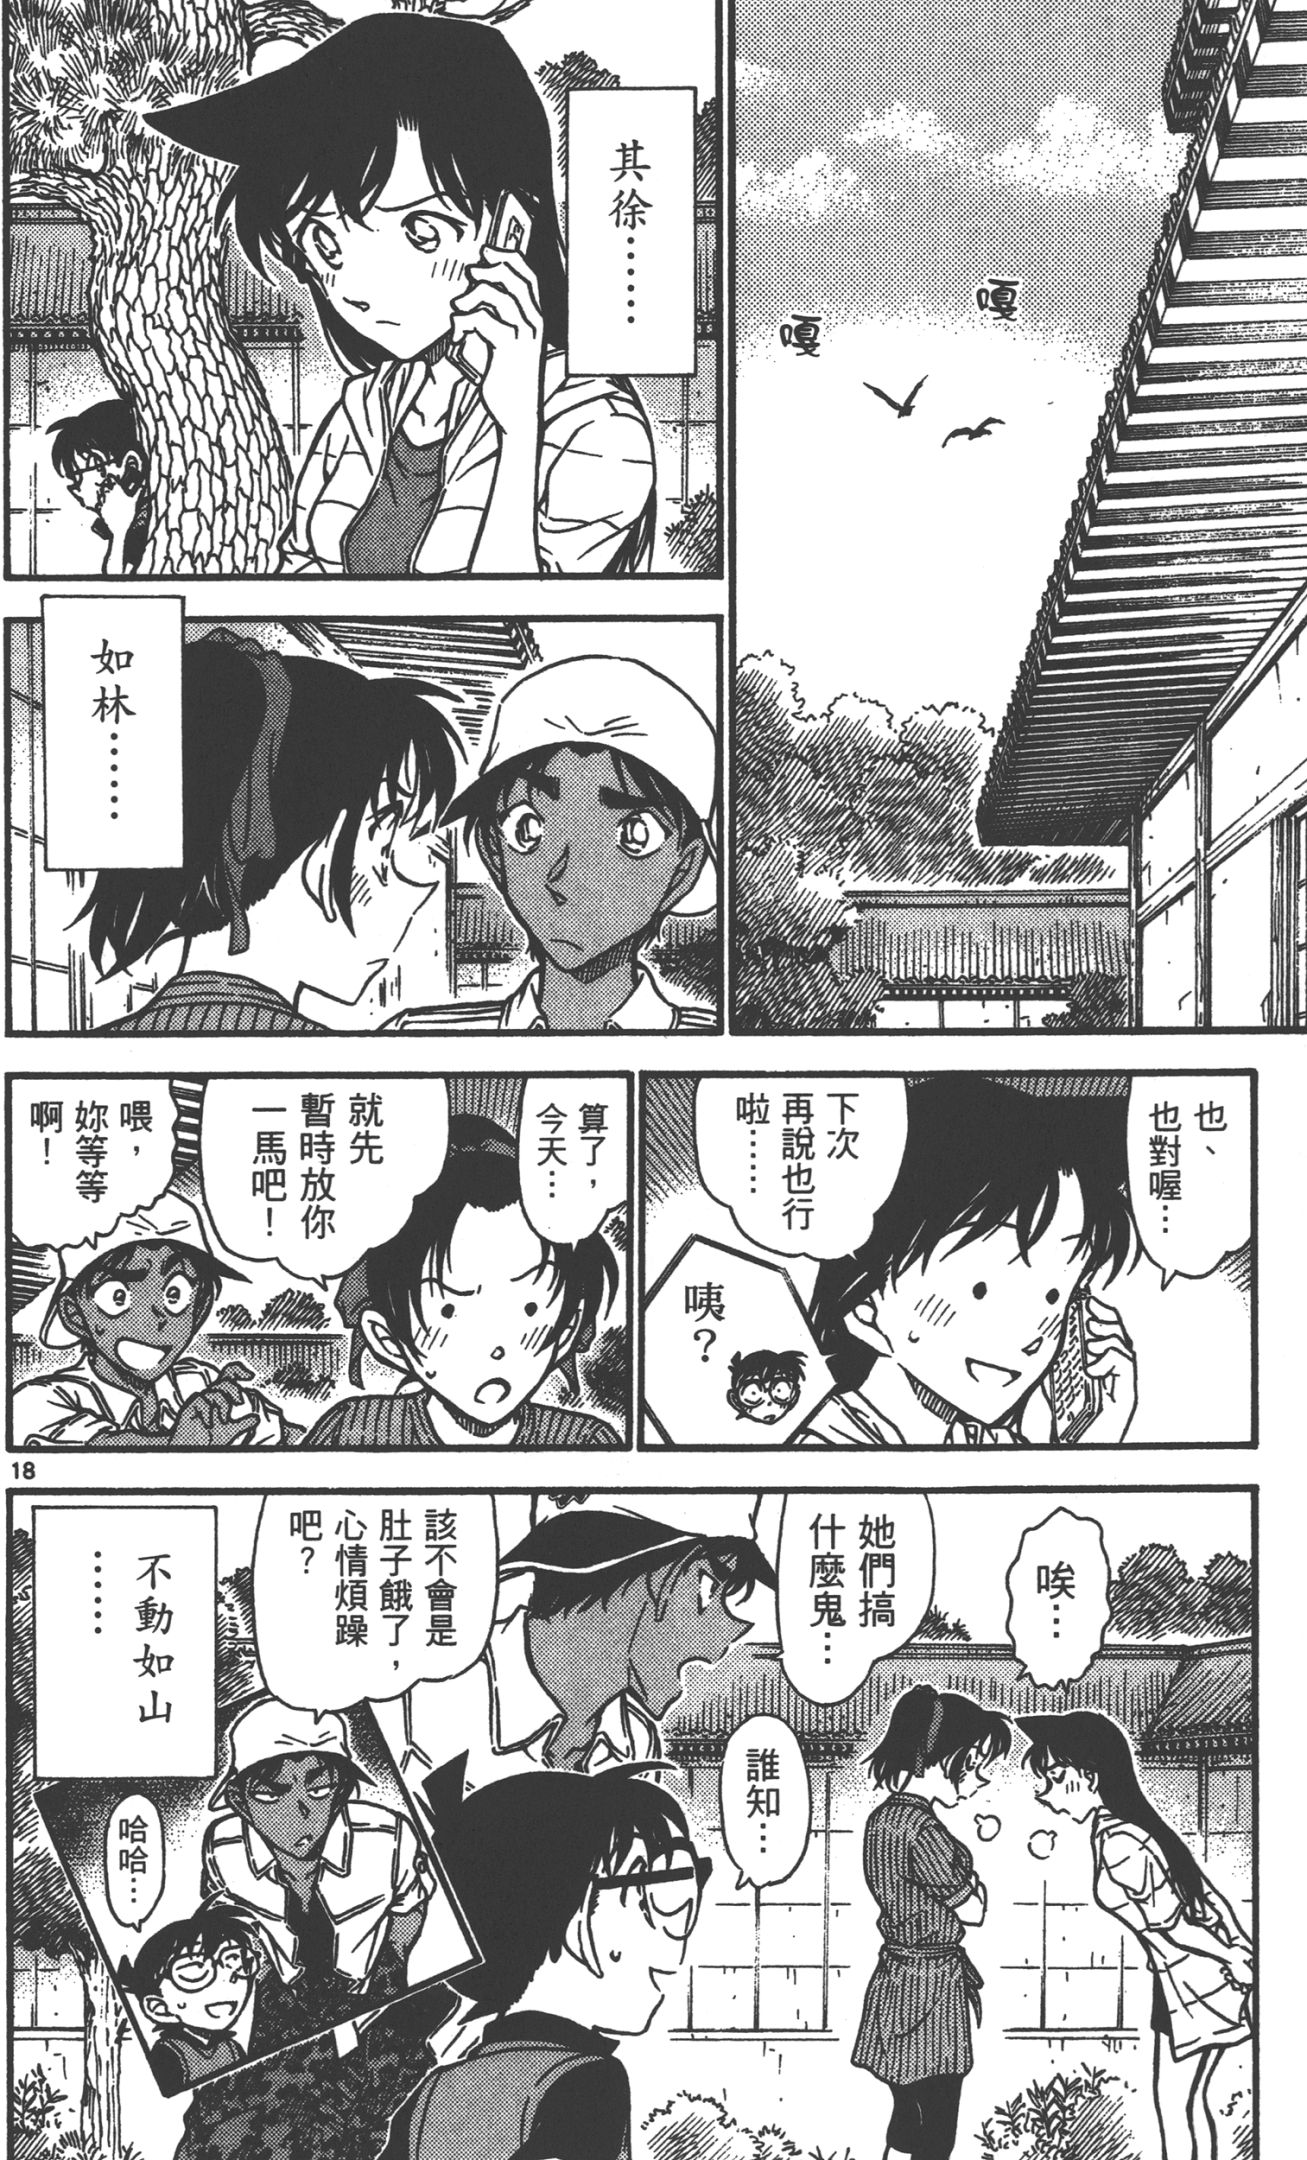 嘎
嘎
其徐……
如林……
也、
也對喔…
下次
再說也行
啦……
咦？
算了，
今天…
就先
暫時放你
一馬吧！
喂，
妳等等
啊！
18
唉…
她們搞
什麼鬼…
誰知…
該不會是
肚子餓了，
心情煩躁
吧？
哈
哈…
不動如山
……